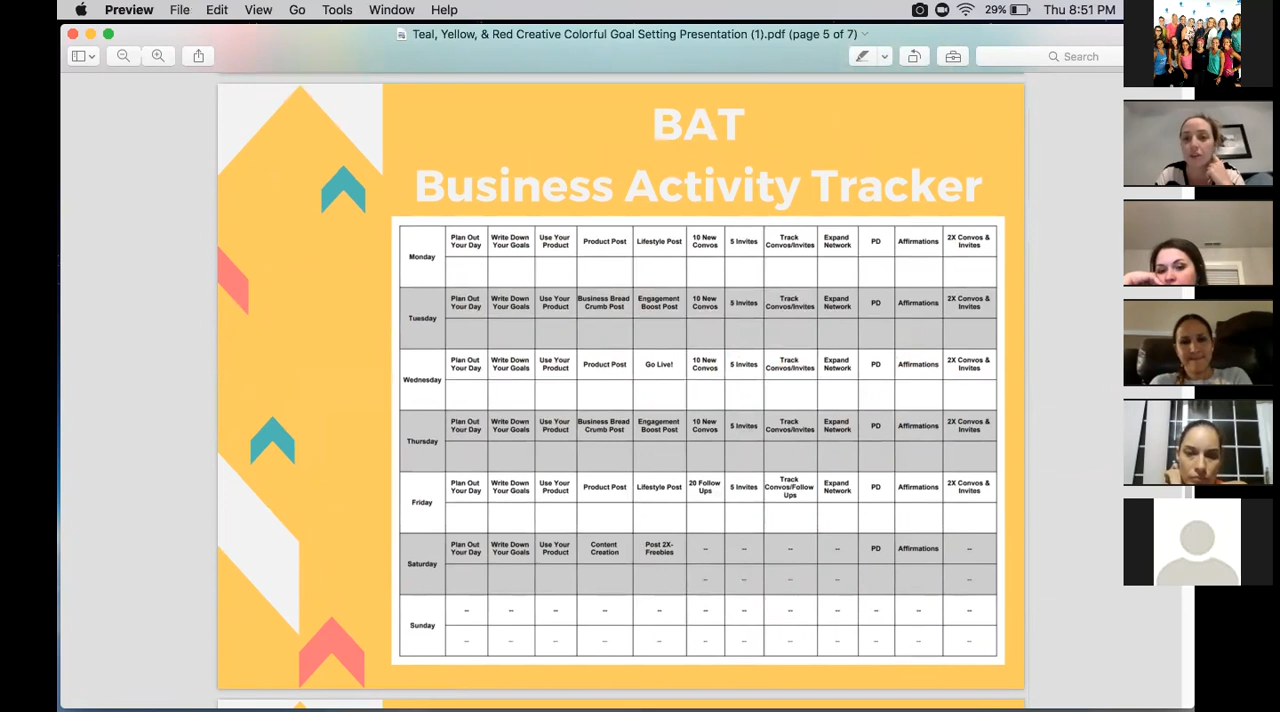 Preview File Edit View Go Tools Window Help 29% Thu 8:51 PM
Teal, Yellow, & Red Creative Colorful Goal Setting Presentation (1).pdf (page 5 of 7)
Search
BAT
Business Activity Tracker
Monday
Plan Out Your Day
Write Down Your Goals
Use Your Product
Product Post
Lifestyle Post
10 New Convos
5 Invites
Track Convos/Invites
Expand Network
PD
Affirmations
2X Convos & Invites
Tuesday
Plan Out Your Day
Write Down Your Goals
Use Your Product
Business Bread Crumb Post
Engagement Boost Post
10 New Convos
5 Invites
Track Convos/Invites
Expand Network
PD
Affirmations
2X Convos & Invites
Wednesday
Plan Out Your Day
Write Down Your Goals
Use Your Product
Product Post
Go Live!
10 New Convos
5 Invites
Track Convos/Invites
Expand Network
PD
Affirmations
2X Convos & Invites
Thursday
Plan Out Your Day
Write Down Your Goals
Use Your Product
Business Bread Crumb Post
Engagement Boost Post
10 New Convos
5 Invites
Track Convos/Invites
Expand Network
PD
Affirmations
2X Convos & Invites
Friday
Plan Out Your Day
Write Down Your Goals
Use Your Product
Product Post
Lifestyle Post
20 Follow Ups
5 Invites
Track Convos/Follow Ups
Expand Network
PD
Affirmations
2X Convos & Invites
Saturday
Plan Out Your Day
Write Down Your Goals
Use Your Product
Content Creation
Post 2X- Freebies
-- -- -- --
PD
Affirmations
--
-- -- -- -- --
Sunday
-- -- -- -- -- -- -- -- -- -- -- --
-- -- -- -- -- -- -- -- -- -- -- --